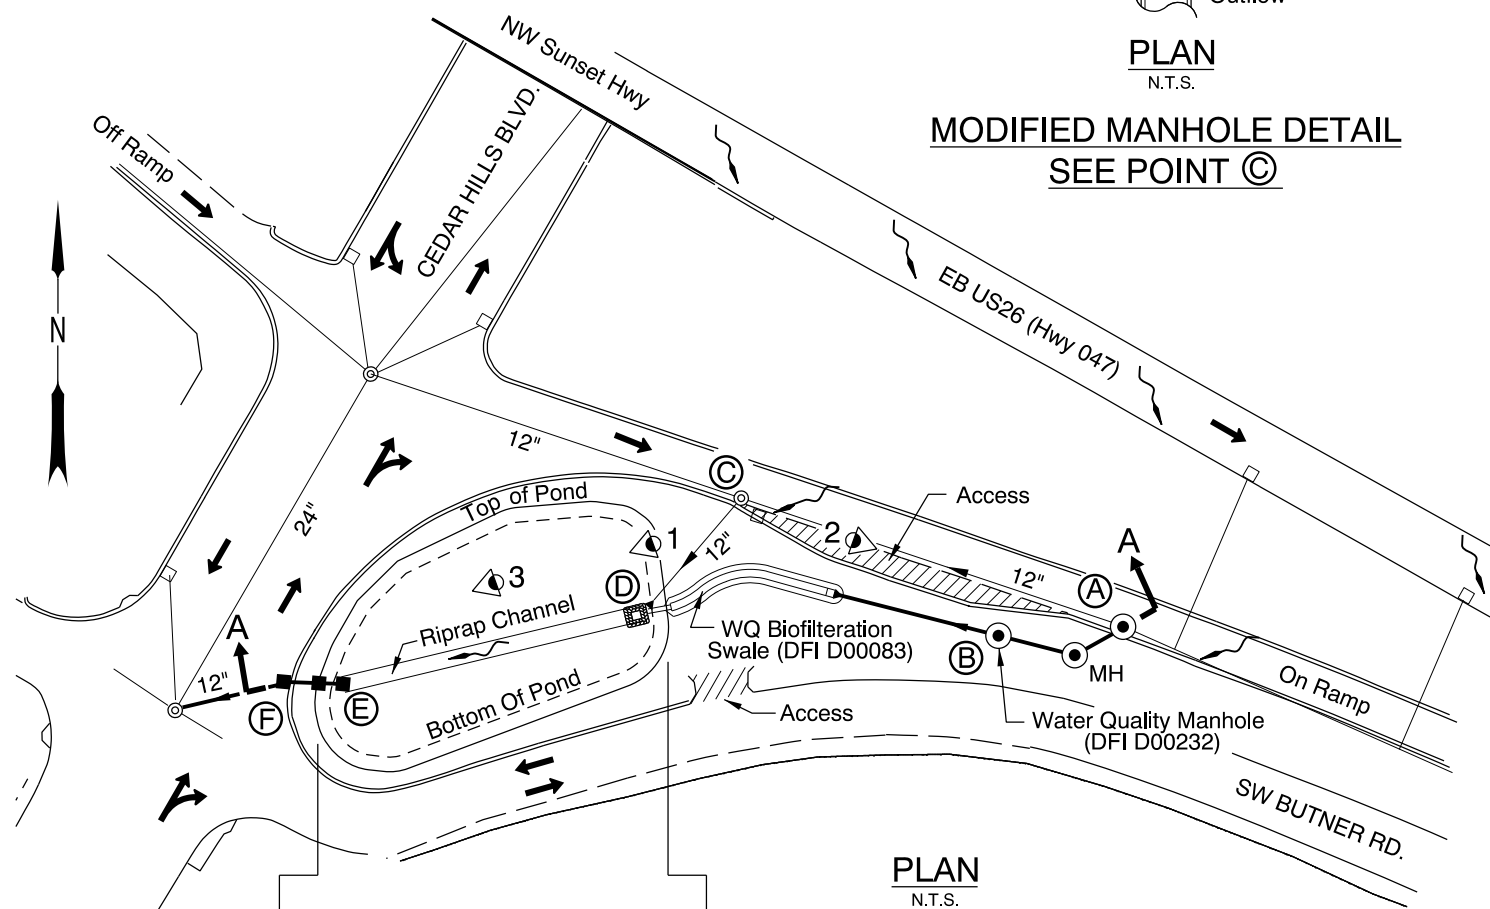 Outflow
PLAN
N.T.S.
MODIFIED MANHOLE DETAIL
SEE POINT Ⓒ
NW Sunset Hwy
Off Ramp
CEDAR HILLS BLVD.
N
EB US26 (Hwy 047)
12"
24"
Top of Pond
C
Access
1
2
12"
3
D
12"
A
A
Riprap Channel
WQ Biofilteration
Swale (DFI D00083)
B
MH
A
12"
F
E
Bottom Of Pond
Access
Water Quality Manhole
(DFI D00232)
On Ramp
SW BUTNER RD.
PLAN
N.T.S.